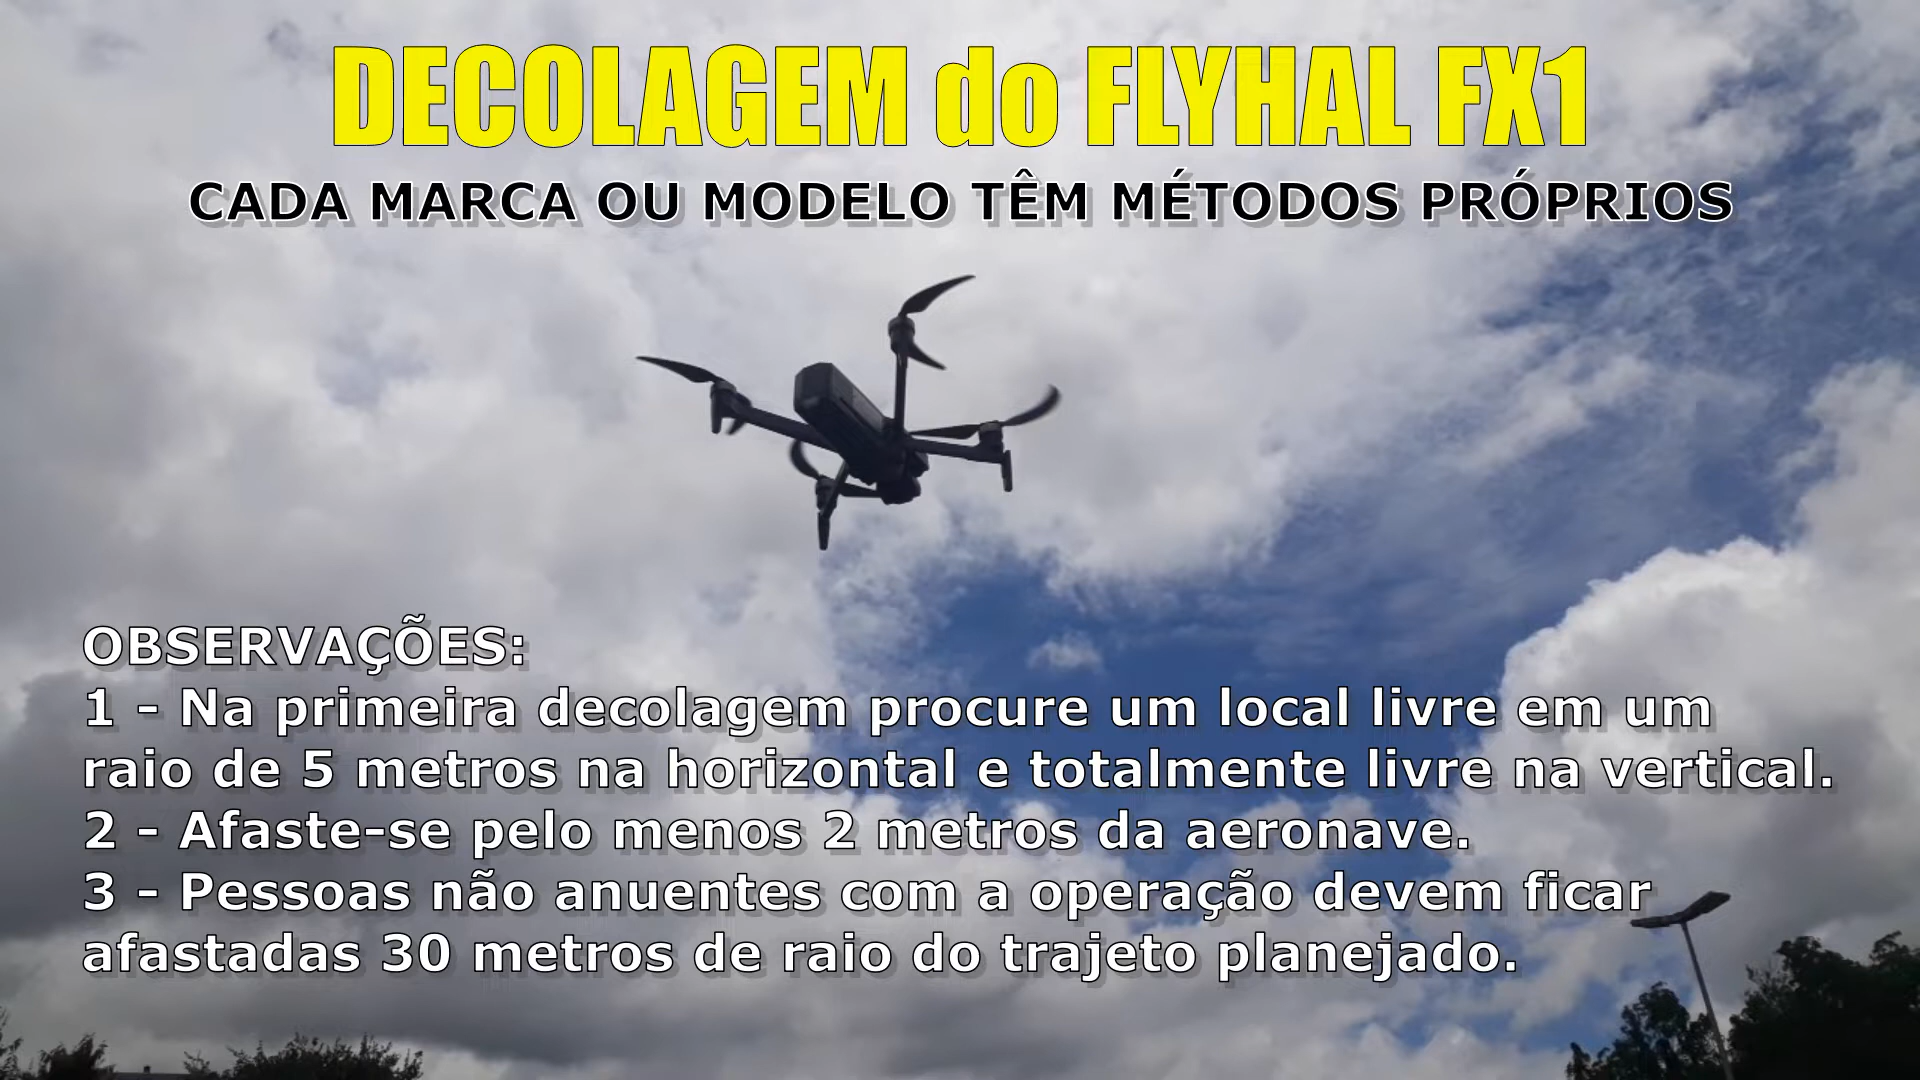 DECOLAGEM do FLYHAL FX1
CADA MARCA OU MODELO TÊM MÉTODOS PRÓPRIOS
OBSERVAÇÕES:
1 - Na primeira decolagem procure um local livre em um
raio de 5 metros na horizontal e totalmente livre na vertical.
2 - Afaste-se pelo menos 2 metros da aeronave.
3 - Pessoas não anuentes com a operação devem ficar
afastadas 30 metros de raio do trajeto planejado.